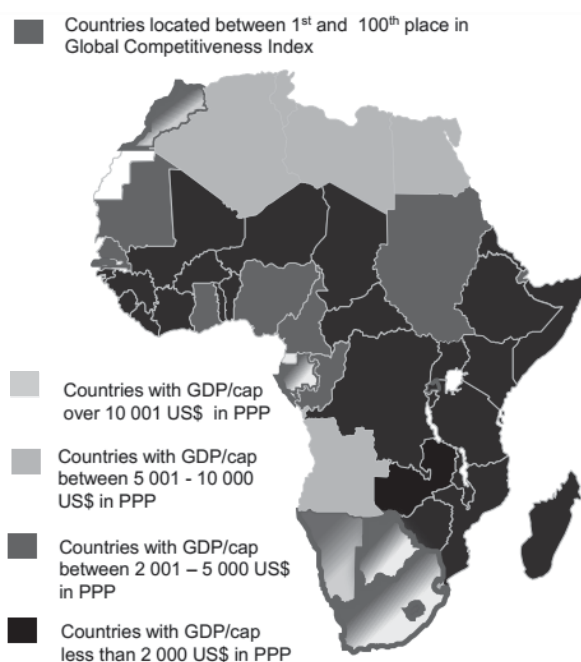 Countries located between 1st and 100th place in
Global Competitiveness Index
Countries with GDP/cap
over 10 001 US$ in PPP
Countries with GDP/cap
between 5 001 - 10 000
US$ in PPP
Countries with GDP/cap
between 2 001 – 5 000 US$
in PPP
Countries with GDP/cap
less than 2 000 US$ in PPP